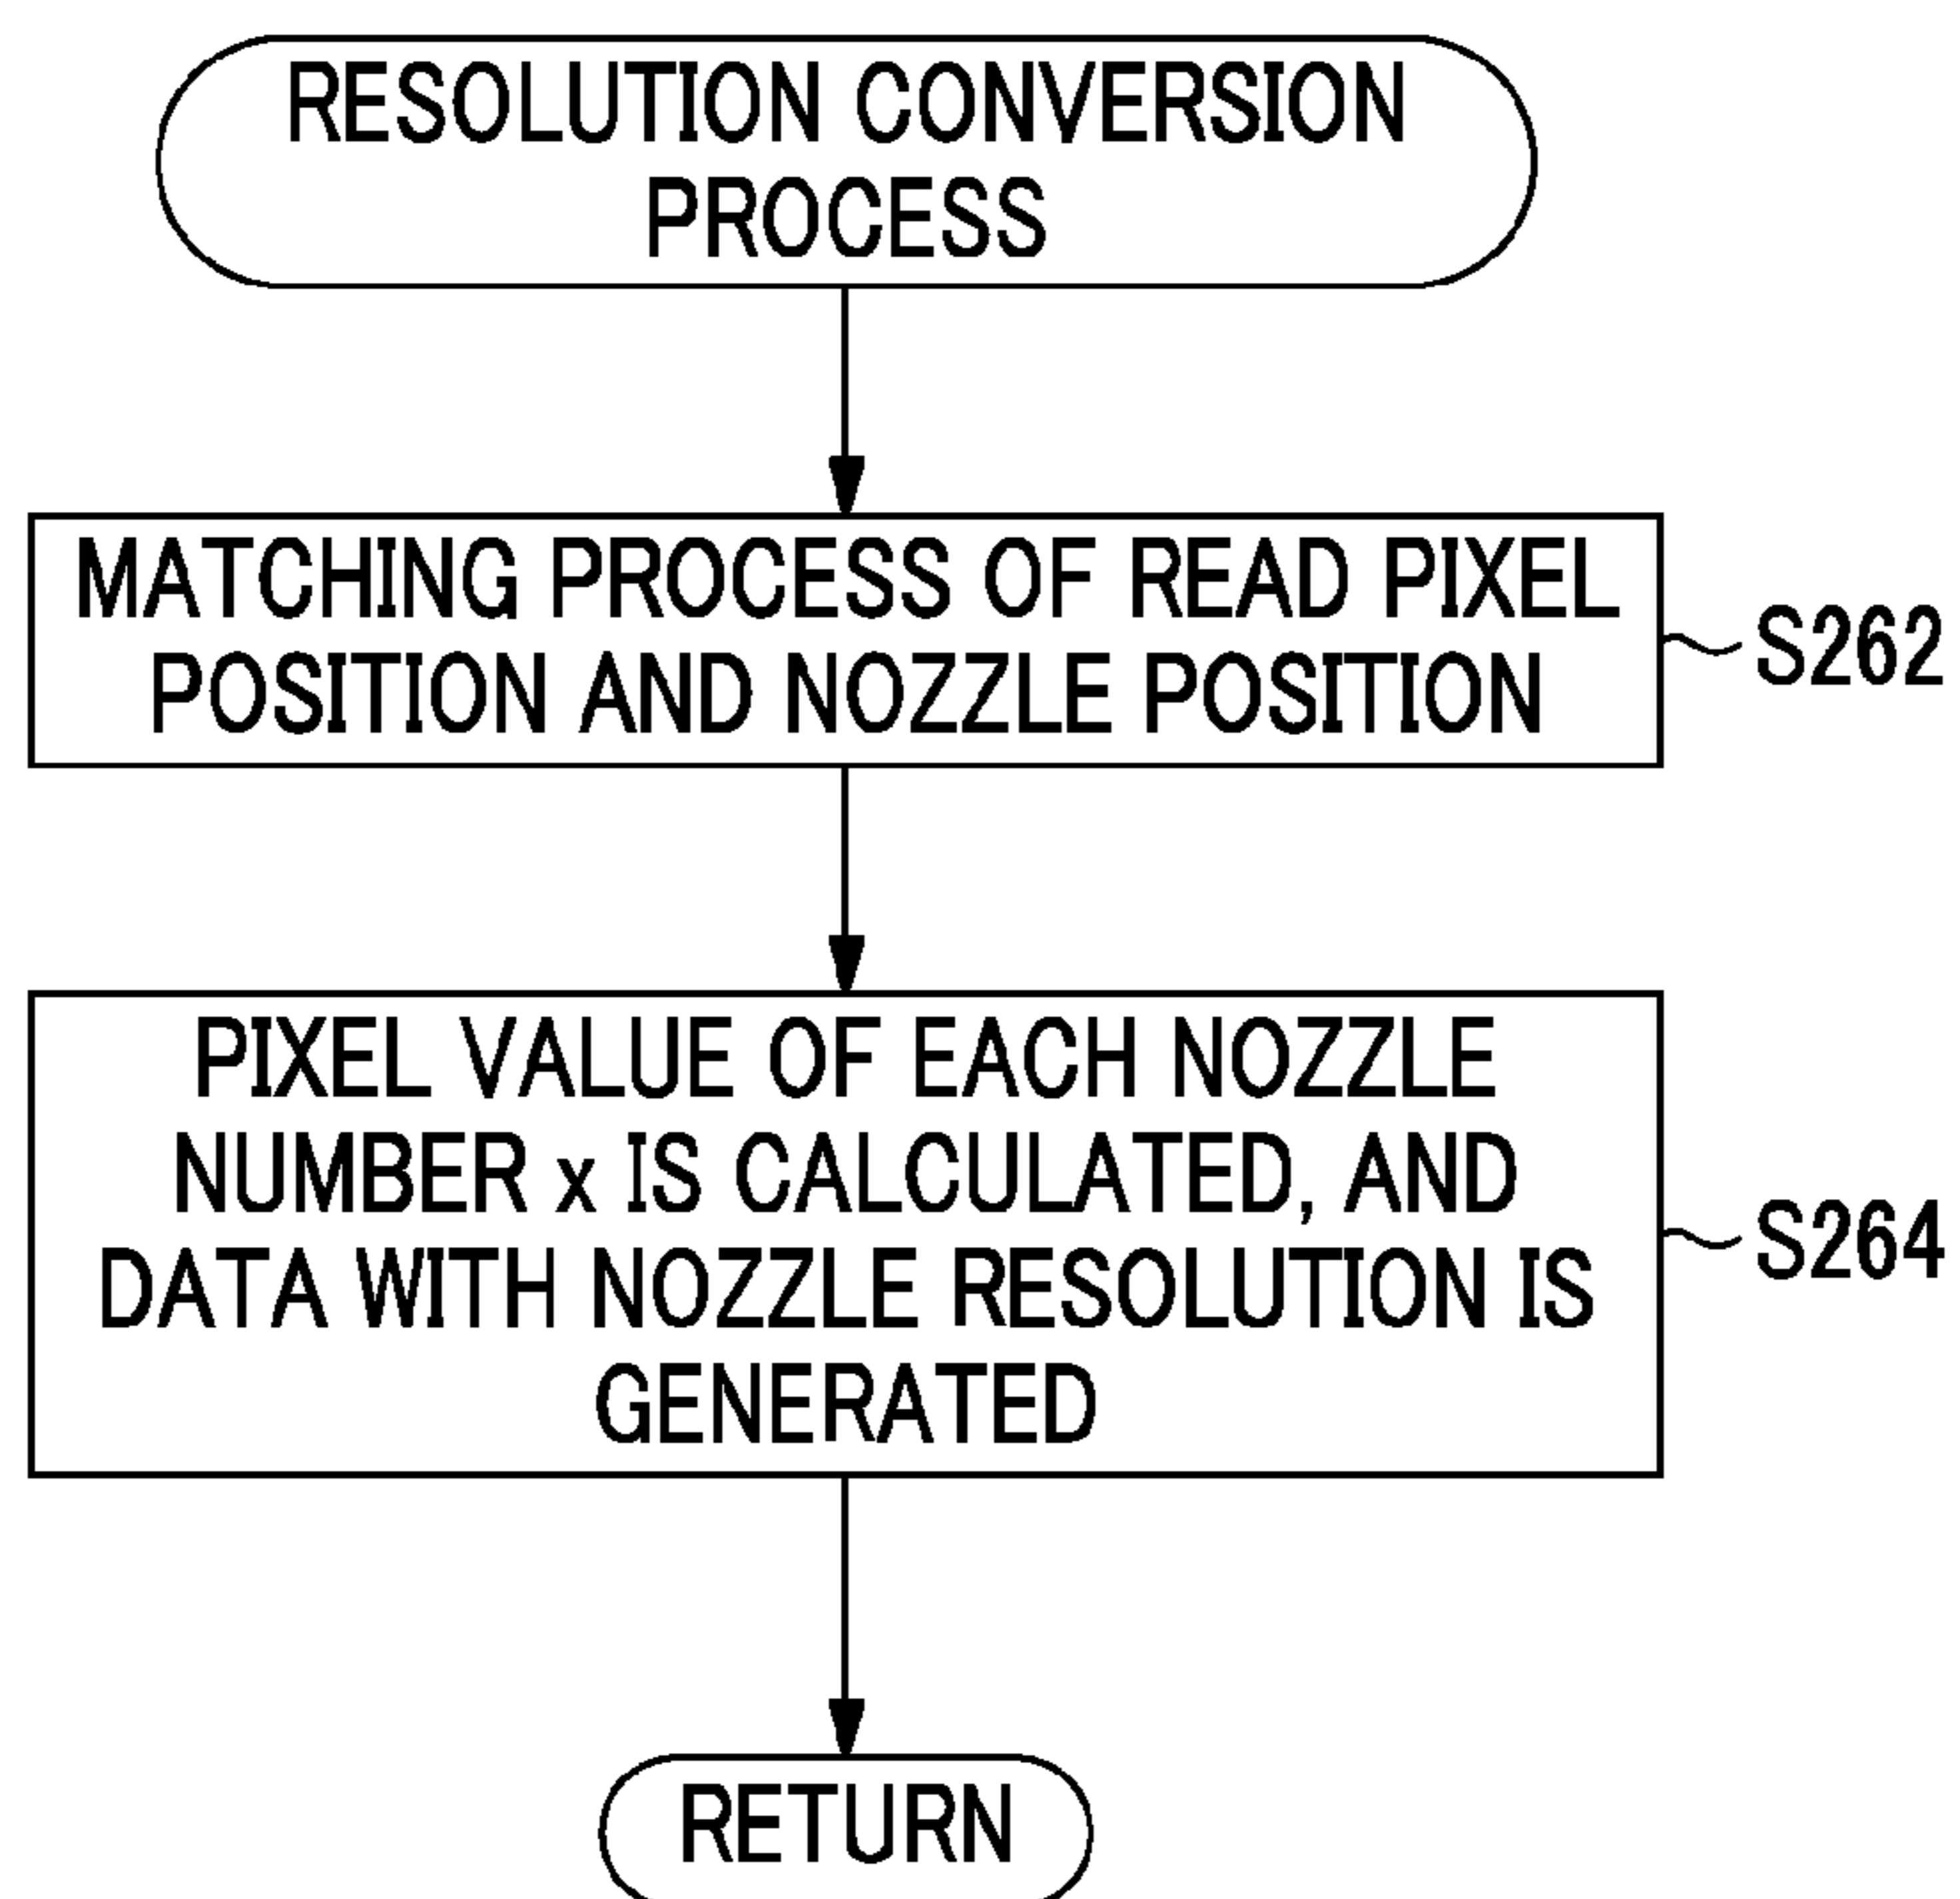 RESOLUTION CONVERSION
PROCESS
MATCHING PROCESS OF READ PIXEL
POSITION AND NOZZLE POSITION
S262
PIXEL VALUE OF EACH NOZZLE
NUMBER x IS CALCULATED, AND
DATA WITH NOZZLE RESOLUTION IS
GENERATED
S264
RETURN